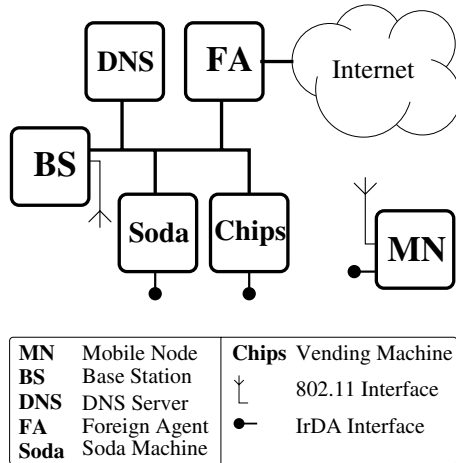 DNS
FA
Internet
BS
Soda
Chips
MN
MN Mobile Node
BS Base Station
DNS DNS Server
FA Foreign Agent
Soda Soda Machine
Chips Vending Machine
802.11 Interface
IrDA Interface